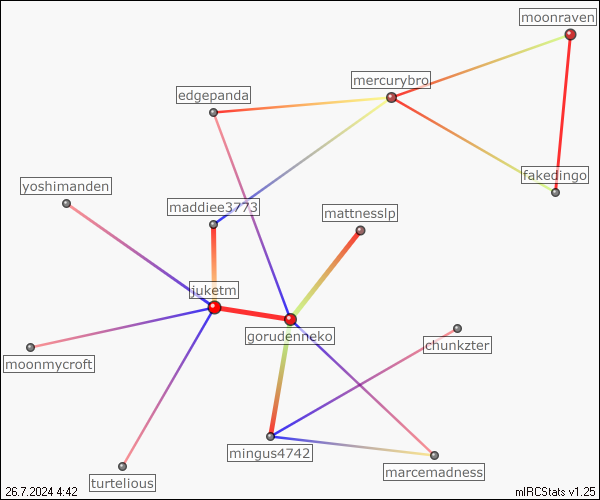 moonraven
mercurybro
edgepanda
fakedingo
yoshimanden
maddiee3773
mattnesslp
juketm
gorudenneko
chunkzter
moonmycroft
mingus4742
marcemadness
turtelious
26.7.2024 4:42
mIRCStats v1.25